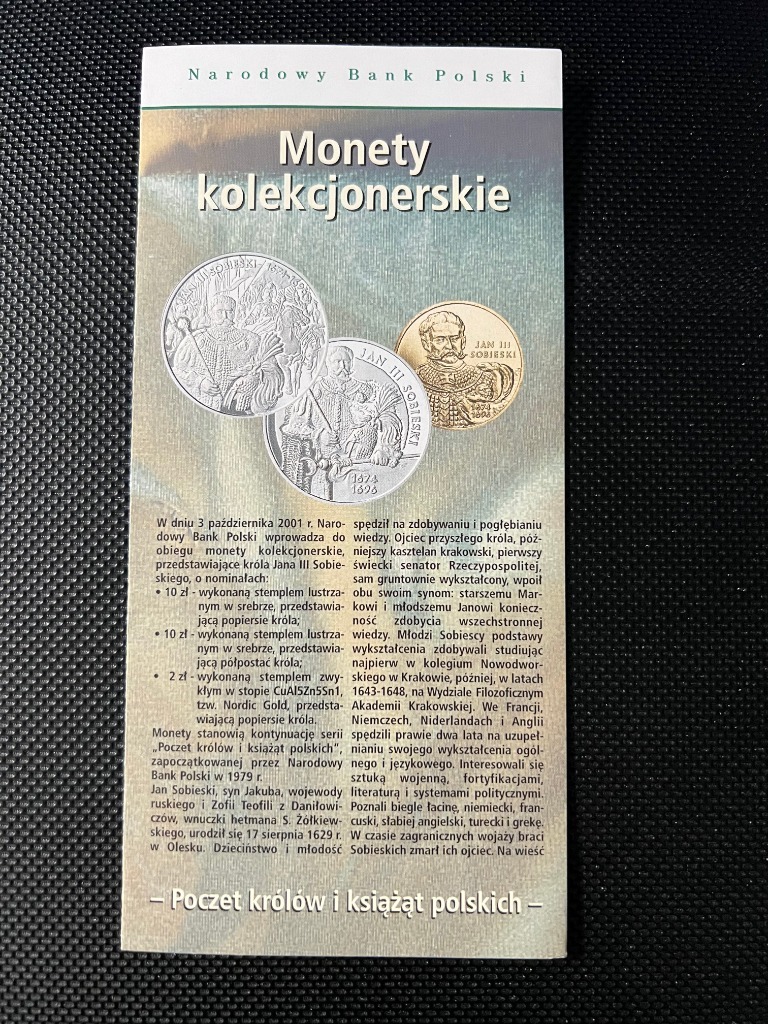 Narodowy Bank Polski
Monety
kolekcjonerskie
JAN III SOBIESKI · 1674-1696
JAN III SOBIESKI
1674
1696
JAN III
SOBIESKI
1674
1696
W dniu 3 października 2001 r. Naro-
dowy Bank Polski wprowadza do
obiegu monety kolekcjonerskie,
przedstawiające króla Jana III Sobie-
skiego, o nominałach:
• 10 zł - wykonaną stemplem lustrza-
nym w srebrze, przedstawia-
jącą popiersie króla;
• 10 zł - wykonaną stemplem lustrza-
nym w srebrze, przedstawia-
jącą półpostać króla;
• 2 zł - wykonaną stemplem zwy-
kłym w stopie CuAl5Zn5Sn1,
tzw. Nordic Gold, przedsta-
wiającą popiersie króla.
Monety stanowią kontynuację serii
„Poczet królów i książąt polskich",
zapoczątkowanej przez Narodowy
Bank Polski w 1979 r.
Jan Sobieski, syn Jakuba, wojewody
ruskiego i Zofii Teofili z Daniłowi-
czów, wnuczki hetmana S. Żółkiew-
skiego, urodził się 17 sierpnia 1629 r.
w Olesku. Dzieciństwo i młodość
spędził na zdobywaniu i pogłębianiu
wiedzy. Ojciec przyszłego króla, póź-
niejszy kasztelan krakowski, pierwszy
świecki senator Rzeczypospolitej,
sam gruntownie wykształcony, wpoił
obu swoim synom: starszemu Mar-
kowi i młodszemu Janowi koniecz-
ność zdobycia wszechstronnej
wiedzy. Młodzi Sobiescy podstawy
wykształcenia zdobywali studiując
najpierw w kolegium Nowodwor-
skiego w Krakowie, później, w latach
1643-1648, na Wydziale Filozoficznym
Akademii Krakowskiej. We Francji,
Niemczech, Niderlandach i Anglii
spędzili prawie dwa lata na uzupeł-
nianiu swojego wykształcenia ogól-
nego i językowego. Interesowali się
sztuką wojenną, fortyfikacjami,
literaturą i systemami politycznymi.
Poznali biegle łacinę, niemiecki, fran-
cuski, słabiej angielski, turecki i grekę.
W czasie zagranicznych wojaży braci
Sobieskich zmarł ich ojciec. Na wieść
– Poczet królów i książąt polskich –